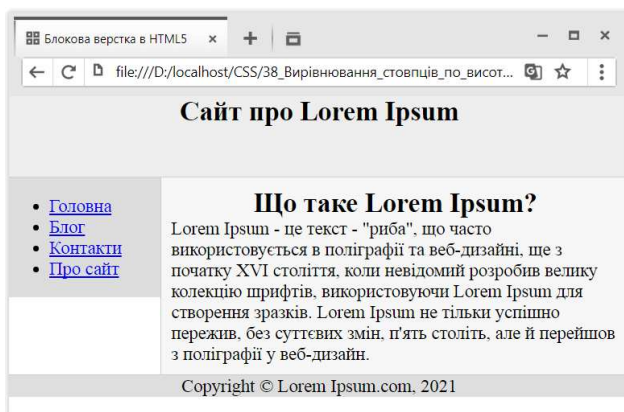 Блокова верстка в HTML5
file:///D:/localhost/CSS/38_Вирівнювання_стовпців_по_висот...
Сайт про Lorem Ipsum
Головна
Блог
Контакти
Про сайт
Що таке Lorem Ipsum?
Lorem Ipsum - це текст - "риба", що часто
використовується в поліграфії та веб-дизайні, ще з
початку XVI століття, коли невідомий розробив велику
колекцію шрифтів, використовуючи Lorem Ipsum для
створення зразків. Lorem Ipsum не тільки успішно
пережив, без суттєвих змін, п'ять століть, але й перейшов
з поліграфії у веб-дизайн.
Copyright © Lorem Ipsum.com, 2021